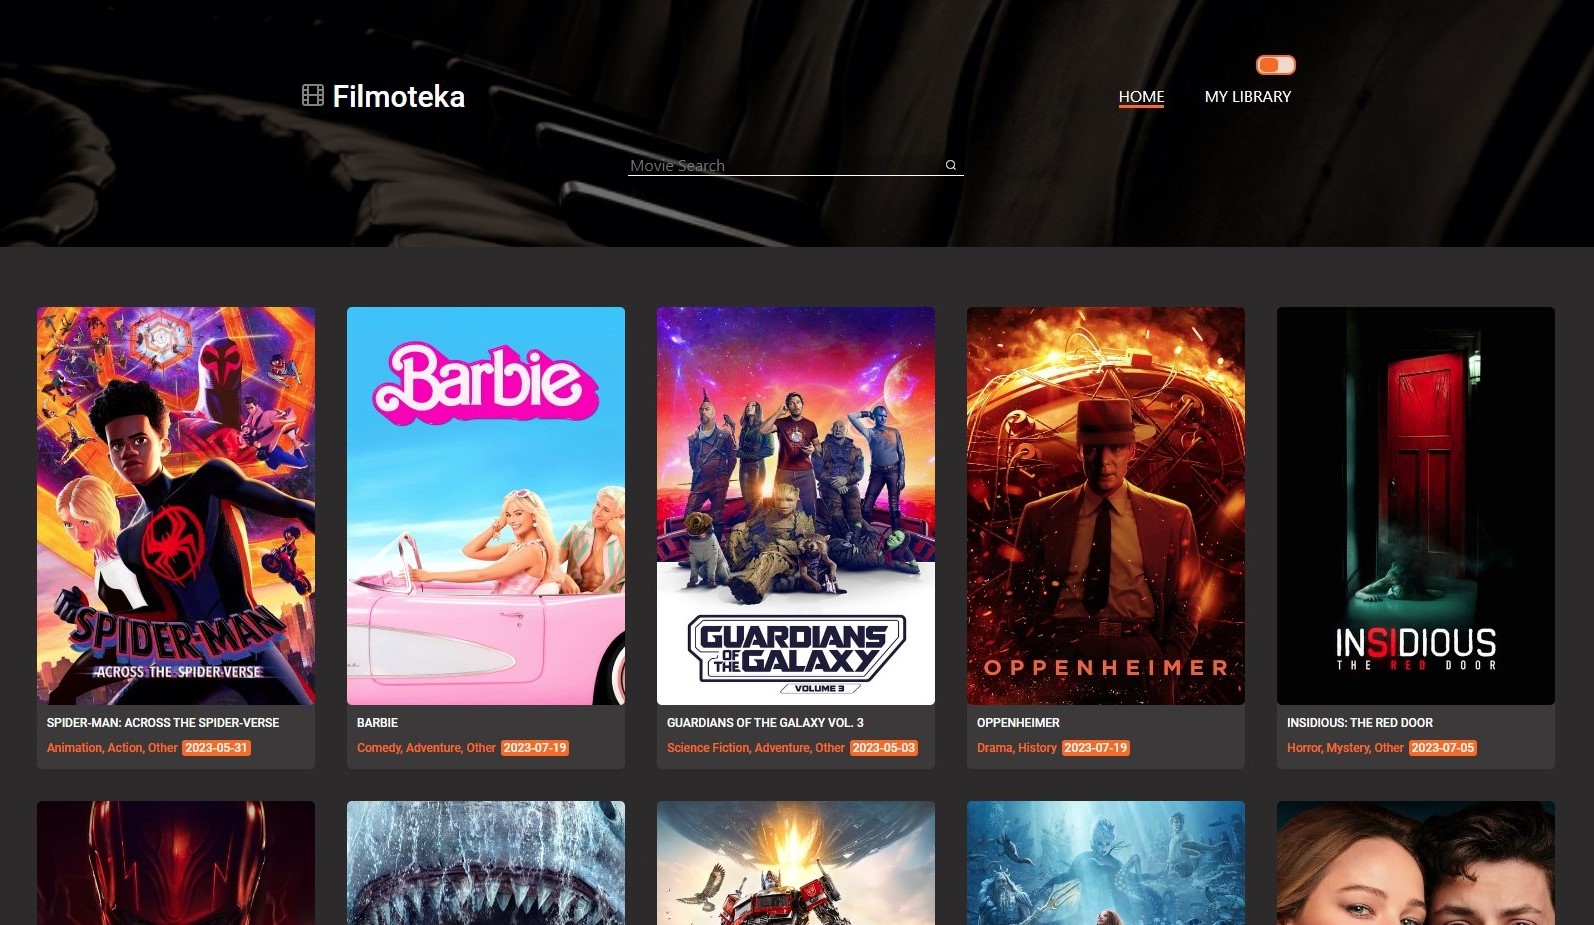 Filmoteka
HOME
MY LIBRARY
Movie Search
Barbie
GUARDIANS
OF THE GALAXY
VOLUME 3
SPIDER-MAN
ACROSS THE SPIDER-VERSE
OPPENHEIMER
INSIDIOUS
THE RED DOOR
SPIDER-MAN: ACROSS THE SPIDER-VERSE
Animation, Action, Other 2023-05-31
BARBIE
Comedy, Adventure, Other 2023-07-19
GUARDIANS OF THE GALAXY VOL. 3
Science Fiction, Adventure, Other 2023-05-03
OPPENHEIMER
Drama, History 2023-07-19
INSIDIOUS: THE RED DOOR
Horror, Mystery, Other 2023-07-05